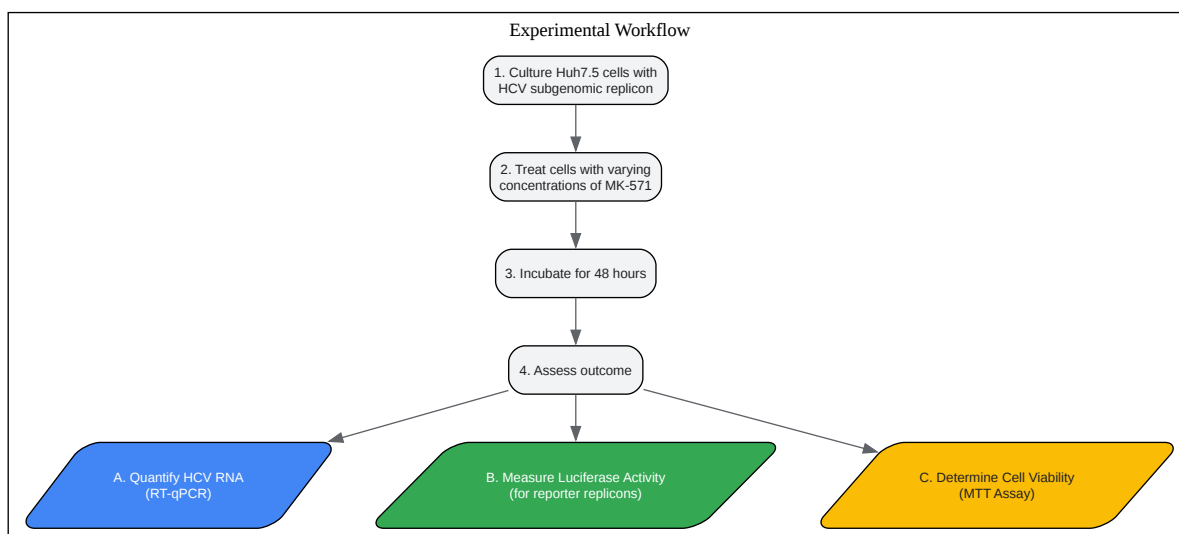 Experimental Workflow
1. Culture Huh7.5 cells with
HCV subgenomic replicon
2. Treat cells with varying
concentrations of MK-571
3. Incubate for 48 hours
4. Assess outcome
A. Quantify HCV RNA
(RT-qPCR)
B. Measure Luciferase Activity
(for reporter replicons)
C. Determine Cell Viability
(MTT Assay)